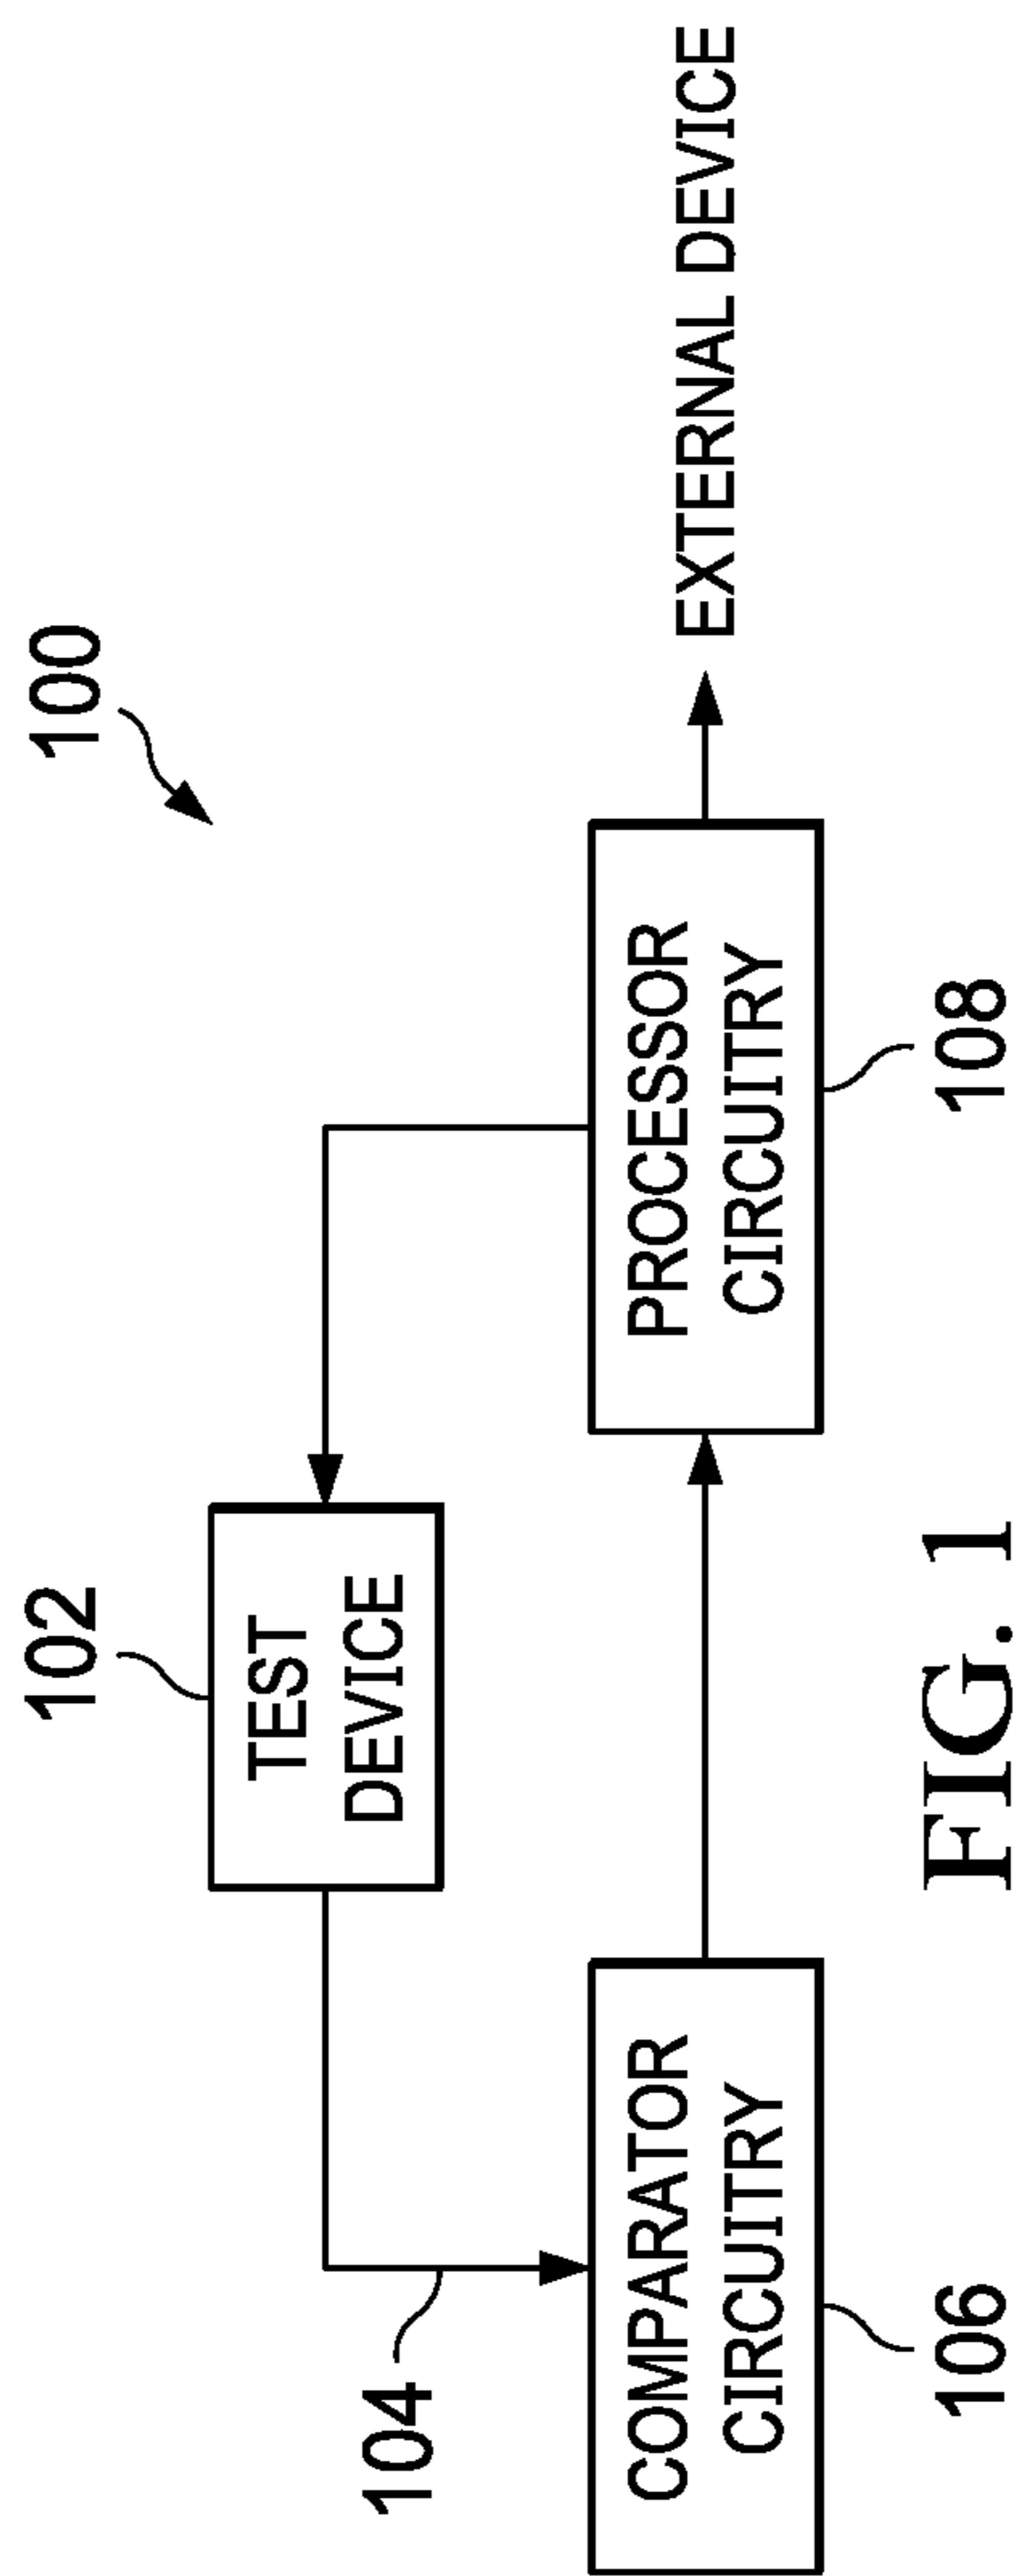 100
102
TEST
DEVICE
104
COMPARATOR
CIRCUITRY
106
PROCESSOR
CIRCUITRY
108
EXTERNAL DEVICE
FIG. 1